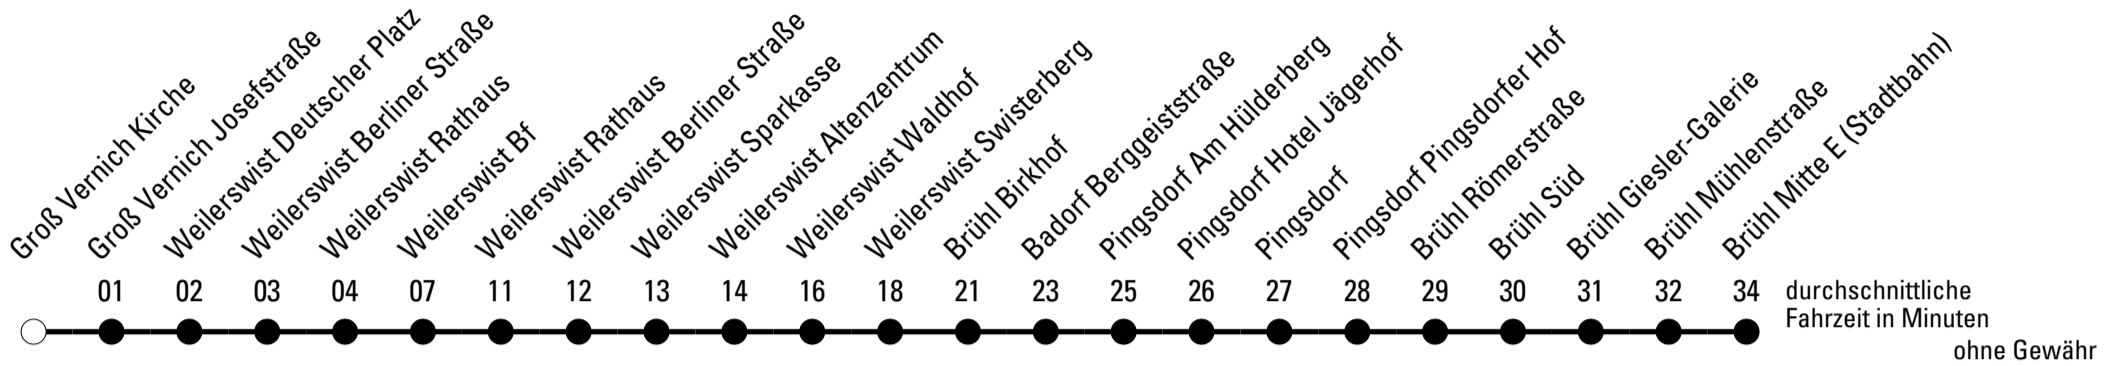 Groß Vernich Kirche
Groß Vernich Josefstraße
Weilerswist Deutscher Platz
Weilerswist Berliner Straße
Weilerswist Rathaus
Weilerswist Bf
Weilerswist Rathaus
Weilerswist Berliner Straße
Weilerswist Sparkasse
Weilerswist Altenzentrum
Weilerswist Waldhof
Weilerswist Swisterberg
Brühl Birkhof
Badorf Berggeiststraße
Pingsdorf Am Hülderberg
Pingsdorf Hotel Jägerhof
Pingsdorf
Pingsdorf Pingsdorfer Hof
Brühl Römerstraße
Brühl Süd
Brühl Giesler-Galerie
Brühl Mühlenstraße
Brühl Mitte E (Stadtbahn)
01 02 03 04 07 11 12 13 14 16 18 21 23 25 26 27 28 29 30 31 32 34 durchschnittliche
Fahrzeit in Minuten
ohne Gewähr